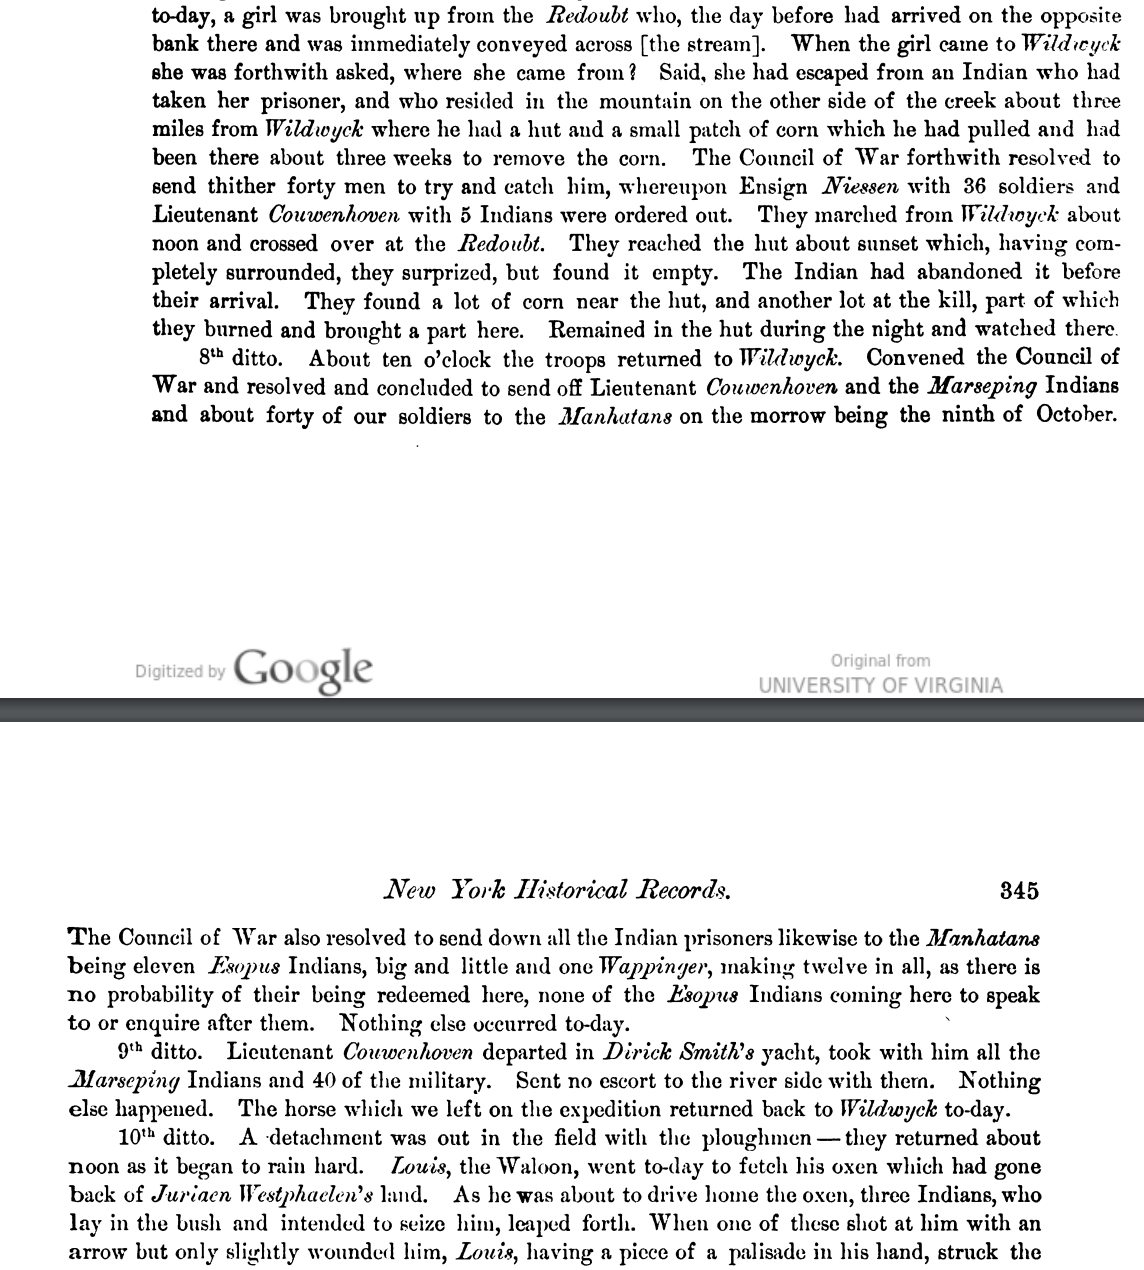 to-day, a girl was brought up from the Redoubt who, the day before had arrived on the opposite
bank there and was immediately conveyed across [the stream]. When the girl came to Wildwyck
she was forthwith asked, where she came from? Said, she had escaped from an Indian who had
taken her prisoner, and who resided in the mountain on the other side of the creek about three
miles from Wildwyck where he had a hut and a small patch of corn which he had pulled and had
been there about three weeks to remove the corn. The Council of War forthwith resolved to
send thither forty men to try and catch him, whereupon Ensign Niessen with 36 soldiers and
Lieutenant Couwenhoven with 5 Indians were ordered out. They marched from Wildwyck about
noon and crossed over at the Redoubt. They reached the hut about sunset which, having com-
pletely surrounded, they surprized, but found it empty. The Indian had abandoned it before
their arrival. They found a lot of corn near the hut, and another lot at the kill, part of which
they burned and brought a part here. Remained in the hut during the night and watched there.
8th ditto. About ten o'clock the troops returned to Wildwyck. Convened the Council of
War and resolved and concluded to send off Lieutenant Couwenhoven and the Marseping Indians
and about forty of our soldiers to the Manhatans on the morrow being the ninth of October.
Digitized by Google
Original from
UNIVERSITY OF VIRGINIA
New York Historical Records. 345
The Council of War also resolved to send down all the Indian prisoners likewise to the Manhatans
being eleven Esopus Indians, big and little and one Wappinger, making twelve in all, as there is
no probability of their being redeemed here, none of the Esopus Indians coming here to speak
to or enquire after them. Nothing else occurred to-day.
9th ditto. Lieutenant Couwenhoven departed in Dirick Smith's yacht, took with him all the
Marseping Indians and 40 of the military. Sent no escort to the river side with them. Nothing
else happened. The horse which we left on the expedition returned back to Wildwyck to-day.
10th ditto. A detachment was out in the field with the ploughmen — they returned about
noon as it began to rain hard. Louis, the Waloon, went to-day to fetch his oxen which had gone
back of Juriaen Westphaelen's land. As he was about to drive home the oxen, three Indians, who
lay in the bush and intended to seize him, leaped forth. When one of these shot at him with an
arrow but only slightly wounded him, Louis, having a piece of a palisade in his hand, struck the